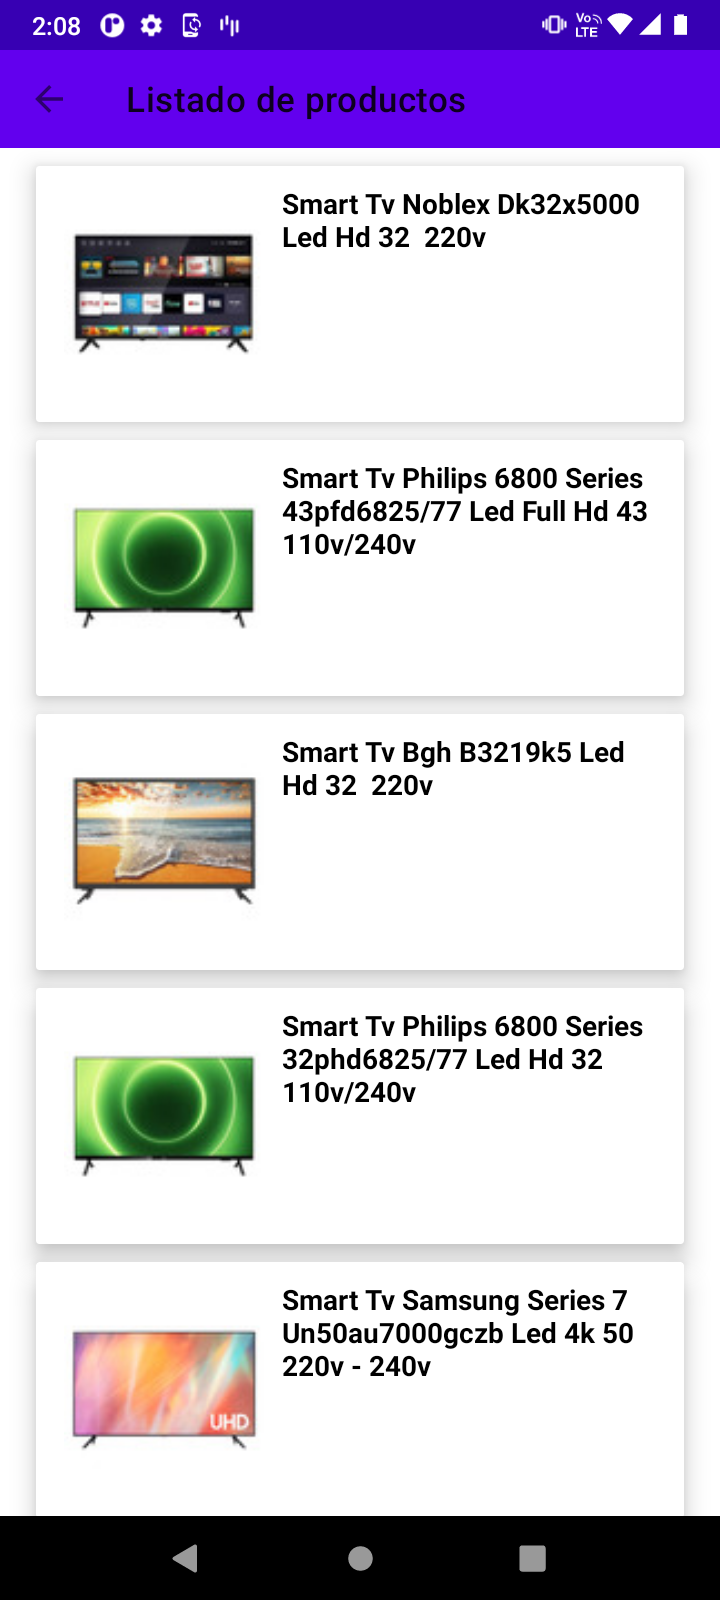 2:08
Vo LTE
Listado de productos
Smart Tv Noblex Dk32x5000
Led Hd 32  220v
Smart Tv Philips 6800 Series
43pfd6825/77 Led Full Hd 43
110v/240v
Smart Tv Bgh B3219k5 Led
Hd 32  220v
Smart Tv Philips 6800 Series
32phd6825/77 Led Hd 32
110v/240v
Smart Tv Samsung Series 7
Un50au7000gczb Led 4k 50
220v - 240v
UHD